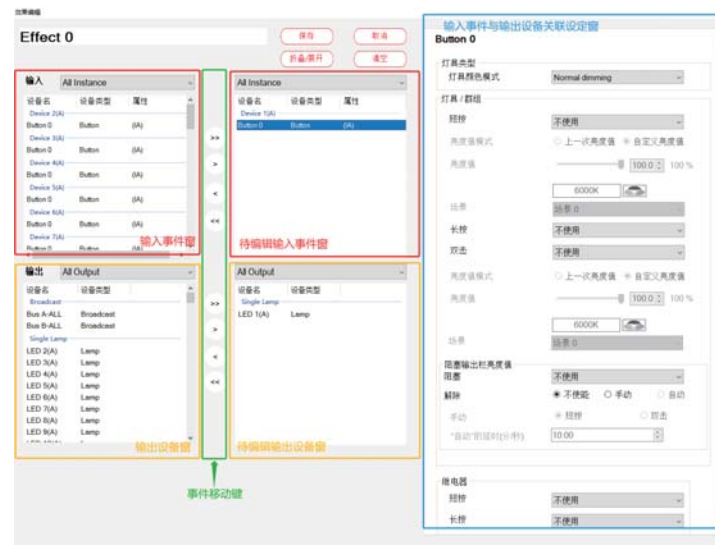 效果编辑
Effect 0
保存
取消
折叠/展开
清空
输入 All Instance
设备名 设备类型 属性
Device 2(A)
Button 0 Button (IA)
Device 3(A)
Button 0 Button (IA)
Device 4(A)
Button 0 Button (IA)
Device 5(A)
Button 0 Button (IA)
Device 6(A)
Button 0 Button (IA)
Device 7(A)
Button 0 Button (IA)
输入事件窗
>>
>
<
<<
All Instance
设备名 设备类型 属性
Device 1(A)
Button 0 Button (IA)
待编辑输入事件窗
输出 All Output
设备名 设备类型
Broadcast
Bus A-ALL Broadcast
Bus B-ALL Broadcast
Single Lamp
LED 2(A) Lamp
LED 3(A) Lamp
LED 4(A) Lamp
LED 5(A) Lamp
LED 6(A) Lamp
LED 7(A) Lamp
LED 8(A) Lamp
LED 9(A) Lamp
输出设备窗
>>
>
<
<<
All Output
设备名 设备类型
Single Lamp
LED 1(A) Lamp
待编辑输出设备窗
事件移动键
输入事件与输出设备关联设定窗
Button 0
灯具类型
灯具颜色模式 Normal dimming
灯具 / 群组
短按 不使用
亮度值模式 上一次亮度值 自定义亮度值
亮度值 100.0 100 %
6000K
场景 场景 0
长按 不使用
双击 不使用
亮度值模式 上一次亮度值 自定义亮度值
亮度值 100.0 100 %
6000K
场景 场景 0
阻塞输出栏亮度值
阻塞 不使用
解除 不使能 手动 自动
手动 短按 双击
"自动"的延时(分:秒) 10:00
继电器
短按 不使用
长按 不使用